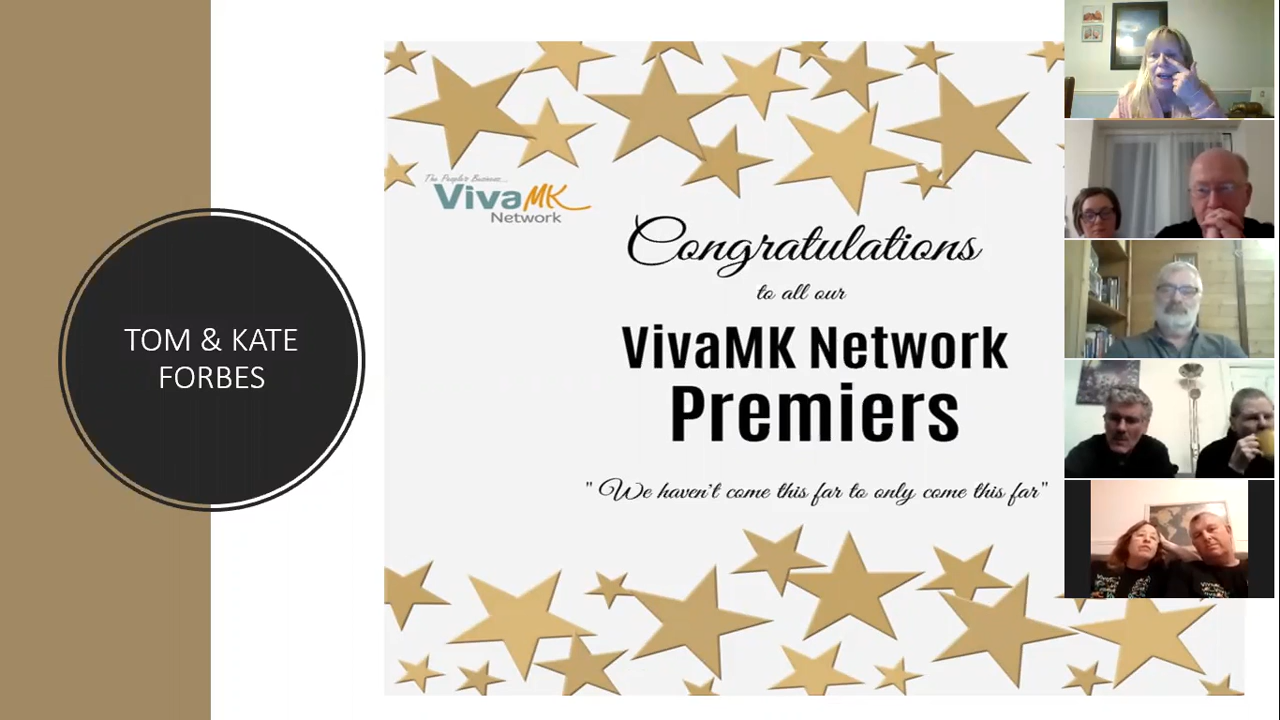 TOM & KATE
FORBES
The People's Business...
VivaMK
Network
Congratulations
to all our
VivaMK Network
Premiers
" We haven't come this far to only come this far"